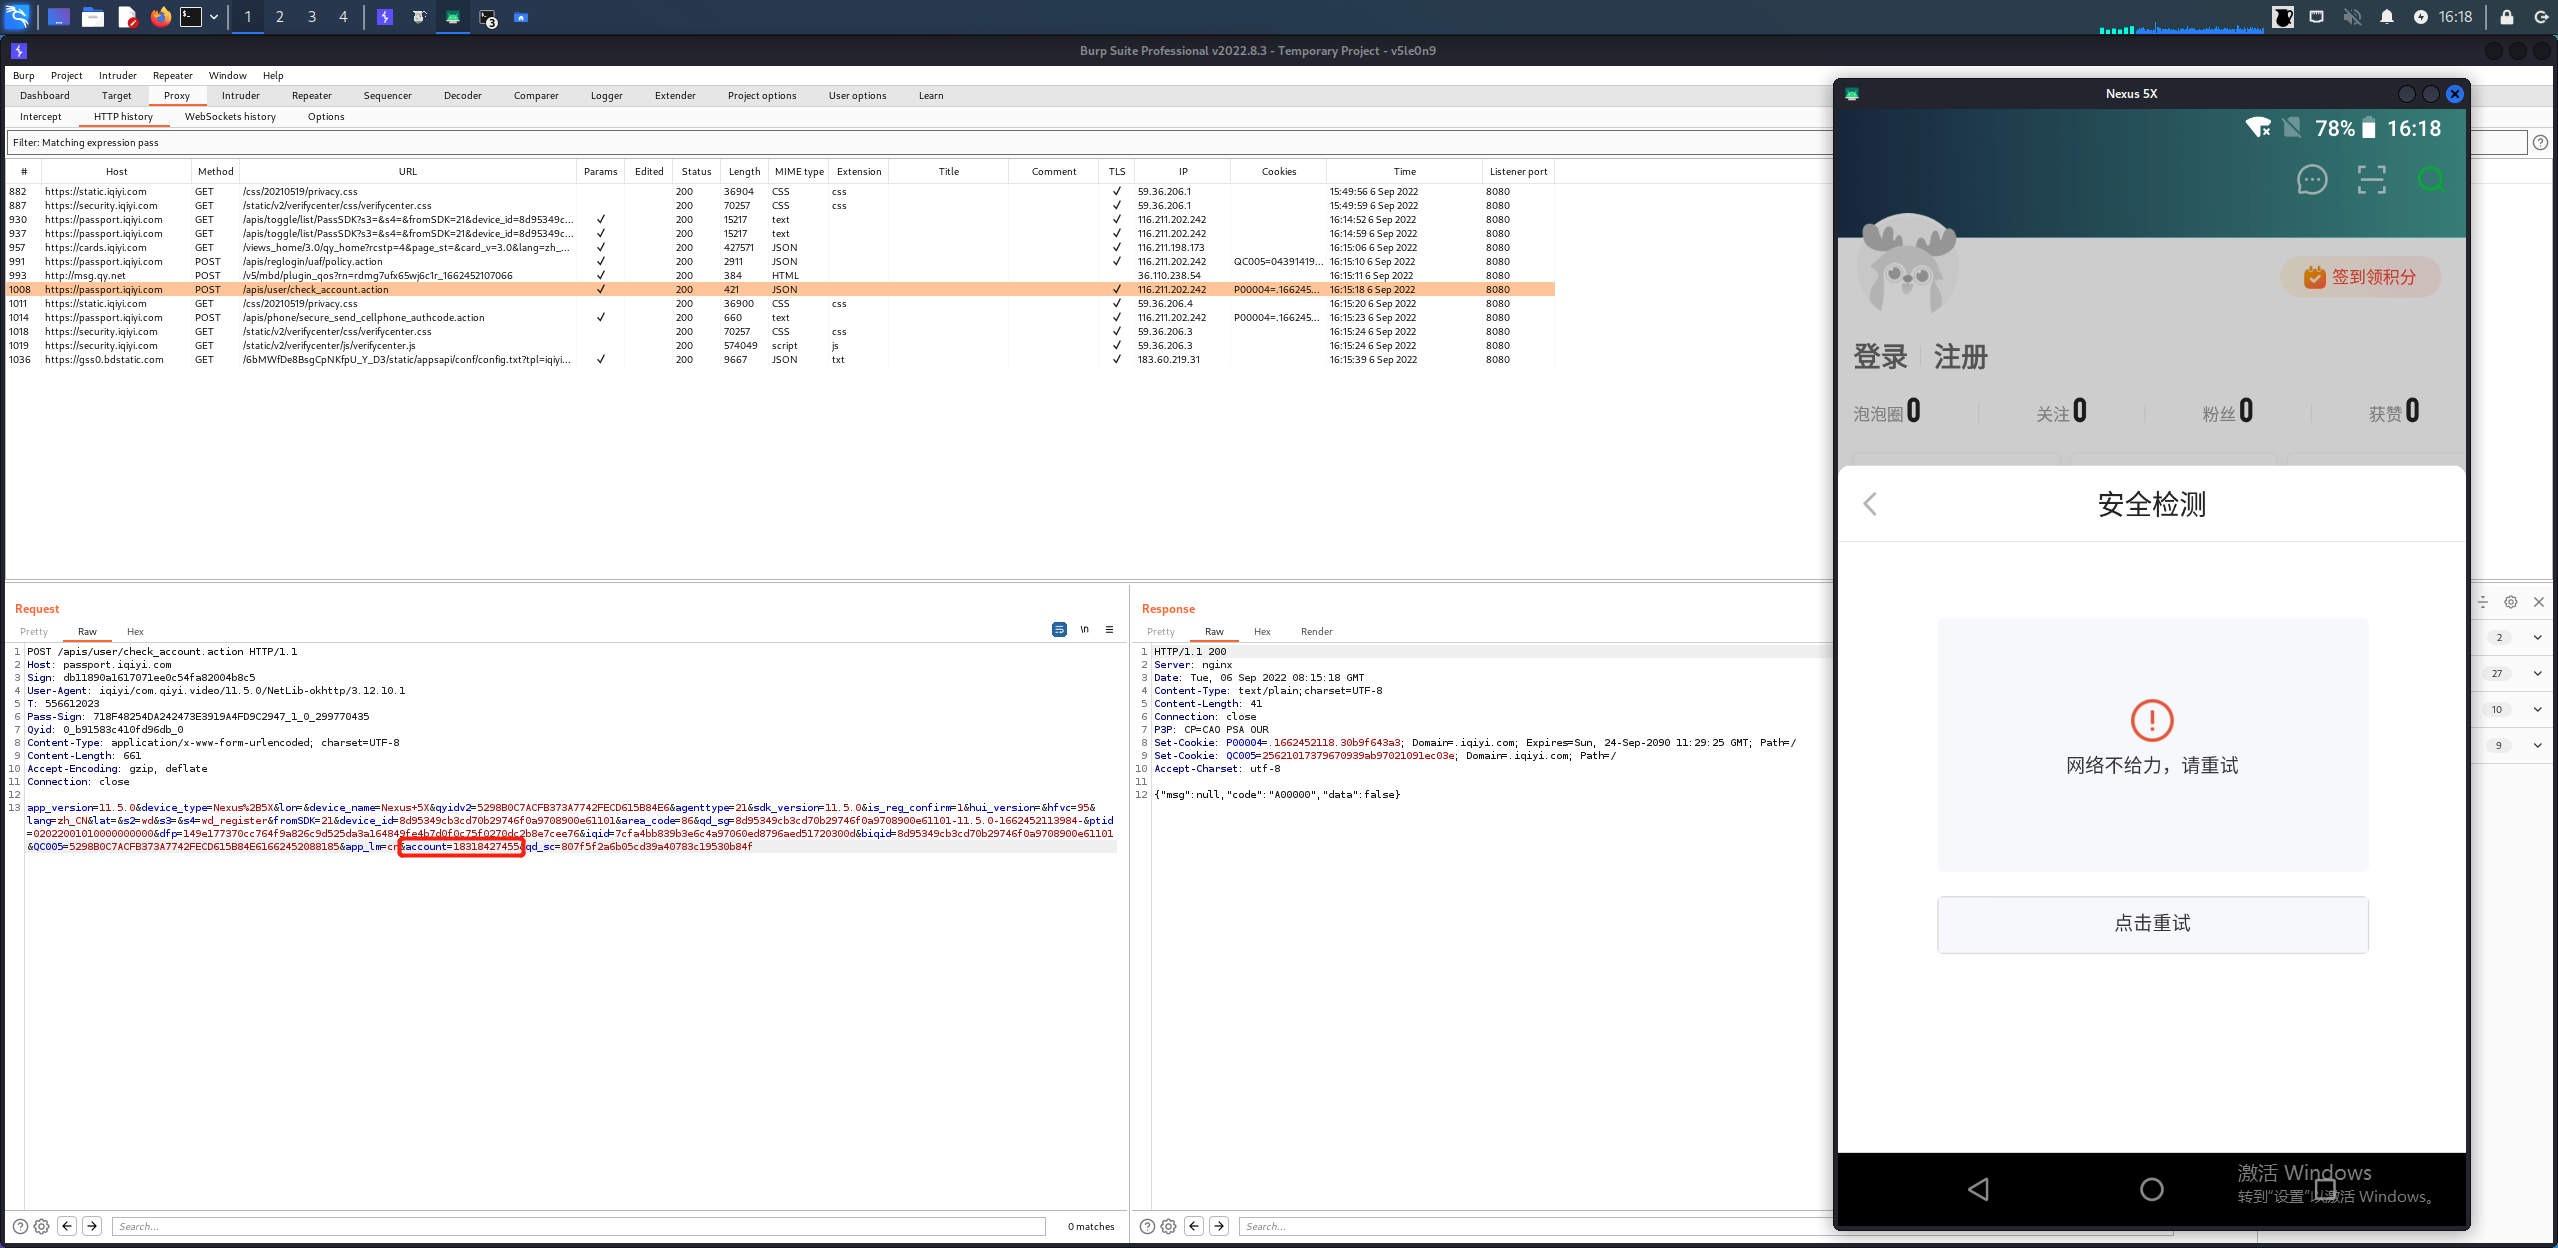 1 2 3 4 3 16:18
Burp Suite Professional v2022.8.3 - Temporary Project - v5le0n9
Burp Project Intruder Repeater Window Help
Dashboard Target Proxy Intruder Repeater Sequencer Decoder Comparer Logger Extender Project options User options Learn
Intercept HTTP history WebSockets history Options
Filter: Matching expression pass
# Host Method URL Params Edited Status Length MIME type Extension Title Comment TLS IP Cookies Time Listener port
882 https://static.iqiyi.com GET /css/20210519/privacy.css 200 36904 CSS css ✓ 59.36.206.1 15:49:56 6 Sep 2022 8080
887 https://security.iqiyi.com GET /static/v2/verifycenter/css/verifycenter.css 200 70257 CSS css ✓ 59.36.206.1 15:49:59 6 Sep 2022 8080
930 https://passport.iqiyi.com GET /apis/toggle/list/PassSDK?s3=&s4=&fromSDK=21&device_id=8d95349c... ✓ 200 15217 text ✓ 116.211.202.242 16:14:52 6 Sep 2022 8080
937 https://passport.iqiyi.com GET /apis/toggle/list/PassSDK?s3=&s4=&fromSDK=21&device_id=8d95349c... ✓ 200 15217 text ✓ 116.211.202.242 16:14:59 6 Sep 2022 8080
957 https://cards.iqiyi.com GET /views_home/3.0/qy_home?rcstp=4&page_st=&card_v=3.0&lang=zh_... ✓ 200 427571 JSON ✓ 116.211.198.173 16:15:06 6 Sep 2022 8080
991 https://passport.iqiyi.com POST /apis/reglogin/uaf/policy.action ✓ 200 2911 JSON ✓ 116.211.202.242 QC005=04391419... 16:15:10 6 Sep 2022 8080
993 http://msg.qy.net POST /v5/mbd/plugin_qos?rn=rdmg7ufx65wj6c1r_1662452107066 ✓ 200 384 HTML 36.110.238.54 16:15:11 6 Sep 2022 8080
1008 https://passport.iqiyi.com POST /apis/user/check_account.action ✓ 200 421 JSON ✓ 116.211.202.242 P00004=.166245... 16:15:18 6 Sep 2022 8080
1011 https://static.iqiyi.com GET /css/20210519/privacy.css 200 36900 CSS css ✓ 59.36.206.4 16:15:20 6 Sep 2022 8080
1014 https://passport.iqiyi.com POST /apis/phone/secure_send_cellphone_authcode.action ✓ 200 660 text ✓ 116.211.202.242 P00004=.166245... 16:15:23 6 Sep 2022 8080
1018 https://security.iqiyi.com GET /static/v2/verifycenter/css/verifycenter.css 200 70257 CSS css ✓ 59.36.206.3 16:15:24 6 Sep 2022 8080
1019 https://security.iqiyi.com GET /static/v2/verifycenter/js/verifycenter.js 200 574049 script js ✓ 59.36.206.3 16:15:24 6 Sep 2022 8080
1036 https://gss0.bdstatic.com GET /6bMWfDe8BsgCpNKfpU_Y_D3/static/appsapi/conf/config.txt?tpl=iqiyi... ✓ 200 9667 JSON txt ✓ 183.60.219.31 16:15:39 6 Sep 2022 8080
Request
Pretty Raw Hex \n
1 POST /apis/user/check_account.action HTTP/1.1
2 Host: passport.iqiyi.com
3 Sign: db11890a1617071ee0c54fa82004b8c5
4 User-Agent: iqiyi/com.qiyi.video/11.5.0/NetLib-okhttp/3.12.10.1
5 T: 556612023
6 Pass-Sign: 718F48254DA242473E3919A4FD9C2947_1_0_299770435
7 Qyid: 0_b91583c410fd96db_0
8 Content-Type: application/x-www-form-urlencoded; charset=UTF-8
9 Content-Length: 661
10 Accept-Encoding: gzip, deflate
11 Connection: close
12
13 app_version=11.5.0&device_type=Nexus%2B5X&lon=&device_name=Nexus+5X&qyidv2=5298B0C7ACFB373A7742FECD615B84E6&agenttype=21&sdk_version=11.5.0&is_reg_confirm=1&hui_version=&hfvc=95&
lang=zh_CN&lat=&s2=wd&s3=&s4=wd_register&fromSDK=21&device_id=8d95349cb3cd70b29746f0a9708900e61101&area_code=86&qd_sg=8d95349cb3cd70b29746f0a9708900e61101-11.5.0-1662452113984-&ptid
=02022001010000000000&dfp=149e177370cc764f9a826c9d525da3a164849fe4b7d0f0c75f0270dc2b8e7cee76&iqid=7cfa4bb839b3e6c4a97060ed8796aed51720300d&biqid=8d95349cb3cd70b29746f0a9708900e61101
&QC005=5298B0C7ACFB373A7742FECD615B84E61662452088185&app_lm=cn&account=18318427455&qd_sc=807f5f2a6b05cd39a40783c19530b84f
Search... 0 matches
Response
Pretty Raw Hex Render
1 HTTP/1.1 200
2 Server: nginx
3 Date: Tue, 06 Sep 2022 08:15:18 GMT
4 Content-Type: text/plain;charset=UTF-8
5 Content-Length: 41
6 Connection: close
7 P3P: CP=CAO PSA OUR
8 Set-Cookie: P00004=.1662452118.30b9f643a3; Domain=.iqiyi.com; Expires=Sun, 24-Sep-2090 11:29:25 GMT; Path=/
9 Set-Cookie: QC005=25621017379670939ab97021091ec03e; Domain=.iqiyi.com; Path=/
10 Accept-Charset: utf-8
11
12 {"msg":null,"code":"A00000","data":false}
Search...
2
27
10
9
Nexus 5X
78% 16:18
签到领积分
登录 注册
泡泡圈0 关注0 粉丝0 获赞0
安全检测
网络不给力，请重试
点击重试
激活 Windows
转到“设置”以激活 Windows。